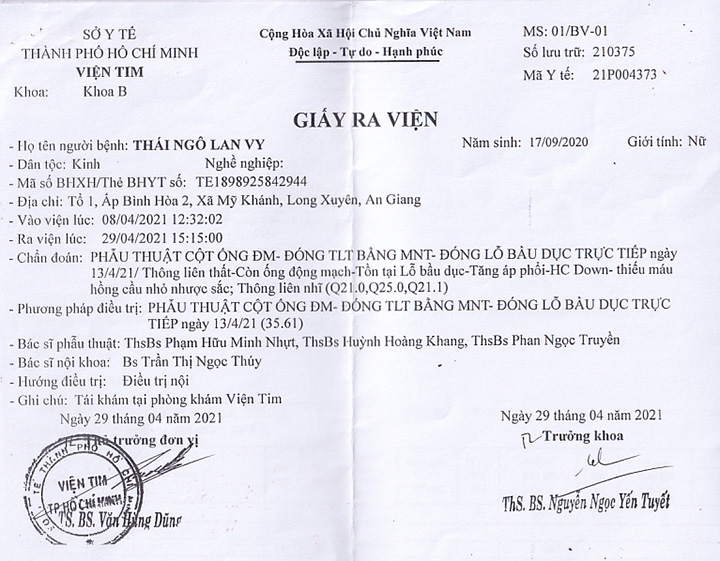 SỞ Y TẾ
THÀNH PHỐ HỒ CHÍ MINH
VIỆN TIM
Khoa: Khoa B
Cộng Hòa Xã Hội Chủ Nghĩa Việt Nam
Độc lập - Tự do - Hạnh phúc
MS: 01/BV-01
Số lưu trữ: 210375
Mã Y tế: 21P004373
GIẤY RA VIỆN
- Họ tên người bệnh: THÁI NGÔ LAN VY Năm sinh: 17/09/2020 Giới tính: Nữ
- Dân tộc: Kinh Nghề nghiệp:
- Mã số BHXH/Thẻ BHYT số: TE1898925842944
- Địa chỉ: Tổ 1, Ấp Bình Hòa 2, Xã Mỹ Khánh, Long Xuyên, An Giang
- Vào viện lúc: 08/04/2021 12:32:02
- Ra viện lúc: 29/04/2021 15:15:00
- Chẩn đoán: PHẪU THUẬT CỘT ỐNG ĐM- ĐÓNG TLT BẰNG MNT- ĐÓNG LỖ BẦU DỤC TRỰC TIẾP ngày
13/4/21/ Thông liên thất-Còn ống động mạch-Tồn tại Lỗ bầu dục-Tăng áp phổi-HC Down- thiếu máu
hồng cầu nhỏ nhược sắc; Thông liên nhĩ (Q21.0,Q25.0,Q21.1)
- Phương pháp điều trị: PHẪU THUẬT CỘT ỐNG ĐM- ĐÓNG TLT BẰNG MNT- ĐÓNG LỖ BẦU DỤC TRỰC
TIẾP ngày 13/4/21 (35.61)
- Bác sĩ phẫu thuật: ThsBs Phạm Hữu Minh Nhựt, ThsBs Huỳnh Hoàng Khang, ThsBs Phan Ngọc Truyền
- Bác sĩ nội khoa: Bs Trần Thị Ngọc Thúy
- Hướng điều trị: Điều trị nội
- Ghi chú: Tái khám tại phòng khám Viện Tim
Ngày 29 tháng 04 năm 2021
Thủ trưởng đơn vị
VIỆN TIM
TP HỒ CHÍ MINH
TS. BS. Văn Hùng Dũng
Ngày 29 tháng 04 năm 2021
Trưởng khoa
ThS. BS. Nguyễn Ngọc Yến Tuyết